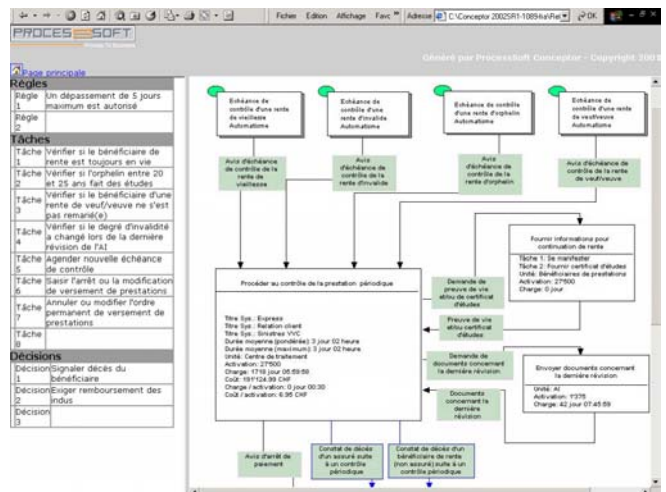 Fichier Edition Affichage Favc Adresse C:\Conceptor 2002SR1-1089\ha\Rel OK
PROCESSOFT
Généré par ProcessSoft Conceptor - Copyright 2001
Page principale
Règles
Règle 1 Un dépassement de 5 jours maximum est autorisé
Règle 2
Tâches
Tâche 1 Vérifier si le bénéficiaire de rente est toujours en vie
Tâche 2 Vérifier si l'orphelin entre 20 et 25 ans fait des études
Tâche 3 Vérifier si le bénéficiaire d'une rente de veuf/veuve ne s'est pas remarié(e)
Tâche 4 Vérifier si le degré d'invalidité a changé lors de la dernière révision de l'AI
Tâche 5 Agender nouvelle échéance de contrôle
Tâche 6 Saisir l'arrêt ou la modification de versement de prestations
Tâche 7 Annuler ou modifier l'ordre permanent de versement de prestations
Tâche 8
Décisions
Décision 1 Signaler décès du bénéficiaire
Décision 2 Exiger remboursement des indus
Décision 3
Echéance de
contrôle d'une rente
de vieillesse
Automatisme
Echéance de
contrôle d'une rente
d'invalide
Automatisme
Echéance de contrôle
d'une rente d'orphelin
Automatisme
Echéance de contrôle
d'une rente de
veuf/veuve
Automatisme
Avis d'échéance
de contrôle de la
rente de
vieillesse
Avis
d'échéance de
contrôle de la
rente d'invalide
Avis
d'échéance de
contrôle de la
rente d'orphelin
Avis d'échéance de
contrôle de la rente
de veuf/veuve
Procéder au contrôle de la prestation périodique
Titre Sys.: Express
Titre Sys.: Relation client
Titre Sys.: Sinistres VVC
Durée moyenne (pondérée): 3 jour 02 heure
Durée moyenne (maximum): 3 jour 02 heure
Unité: Centre de traitement
Activation: 27'500
Charge: 1718 jour 05:59:58
Coût: 191'124.99 CHF
Charge / activation: 0 jour 00:30
Coût / activation: 6.95 CHF
Demande de
preuve de vie
et/ou de certificat
d'études
Preuve de vie
et/ou certificat
d'études
Fournir informations pour
continuation de rente
Tâche 1: Se manifester
Tâche 2: Fournir certificat d'études
Unité: Bénéficiaires de prestations
Activation: 27'500
Charge: 0 jour
Demande de
documents concernant
la dernière révision
Documents
concernant la
dernière
révision
Envoyer documents concernant
la dernière révision
Unité: AI
Activation: 1'375
Charge: 42 jour 07:45:59
Avis d'arrêt de
paiement
Constat de décès
d'un assuré suite
à un contrôle
périodique
Constat de décès d'un
bénéficiaire de rente
(non assuré) suite à un
contrôle périodique